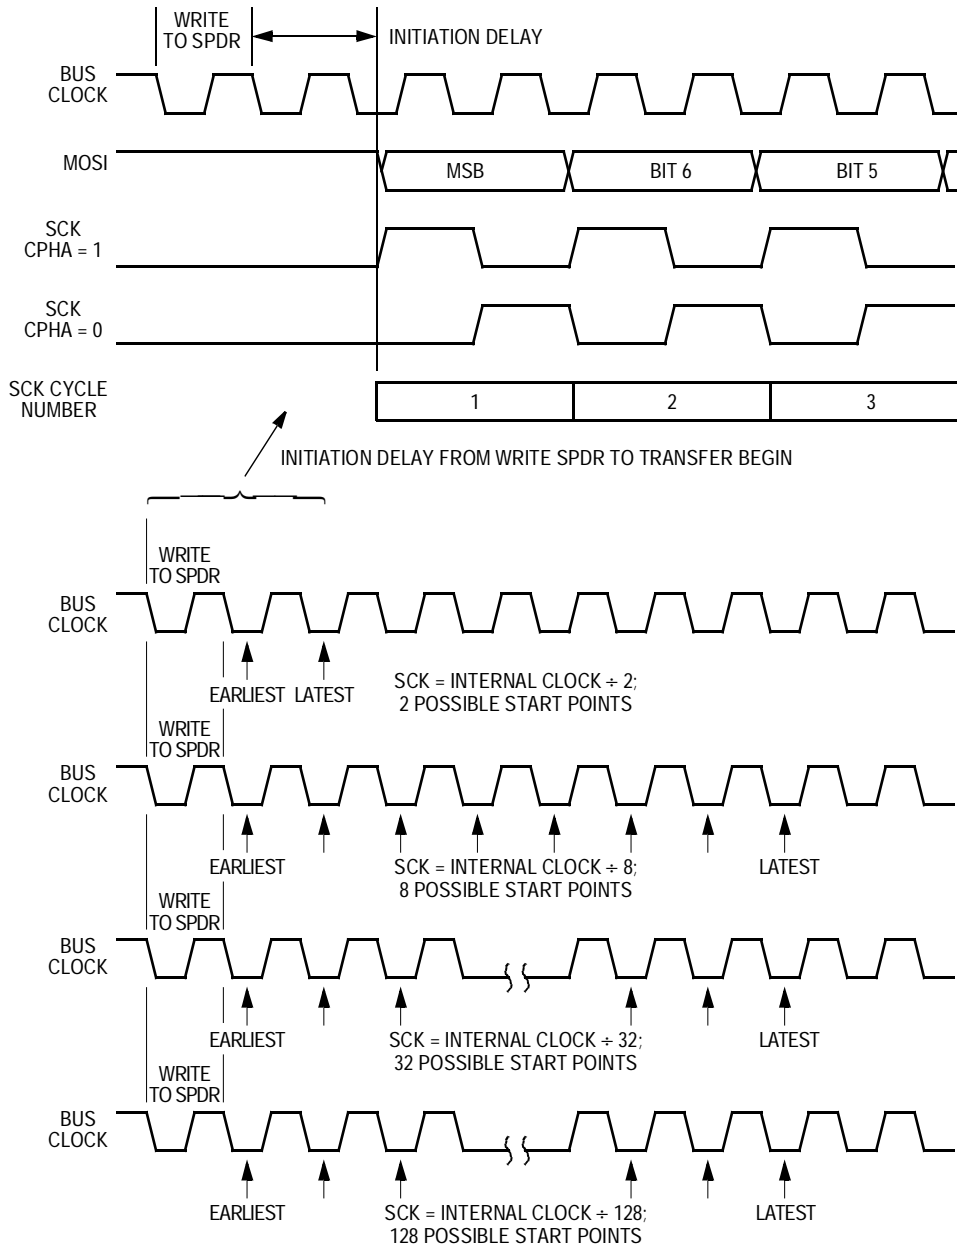 WRITE
TO SPDR
INITIATION DELAY
BUS
CLOCK
MOSI
MSB
BIT 6
BIT 5
SCK
CPHA = 1
SCK
CPHA = 0
SCK CYCLE
NUMBER
1
2
3
INITIATION DELAY FROM WRITE SPDR TO TRANSFER BEGIN
WRITE
TO SPDR
BUS
CLOCK
EARLIEST
LATEST
SCK = INTERNAL CLOCK ÷ 2;
2 POSSIBLE START POINTS
WRITE
TO SPDR
BUS
CLOCK
EARLIEST
SCK = INTERNAL CLOCK ÷ 8;
8 POSSIBLE START POINTS
LATEST
WRITE
TO SPDR
BUS
CLOCK
EARLIEST
SCK = INTERNAL CLOCK ÷ 32;
32 POSSIBLE START POINTS
LATEST
WRITE
TO SPDR
BUS
CLOCK
EARLIEST
SCK = INTERNAL CLOCK ÷ 128;
128 POSSIBLE START POINTS
LATEST